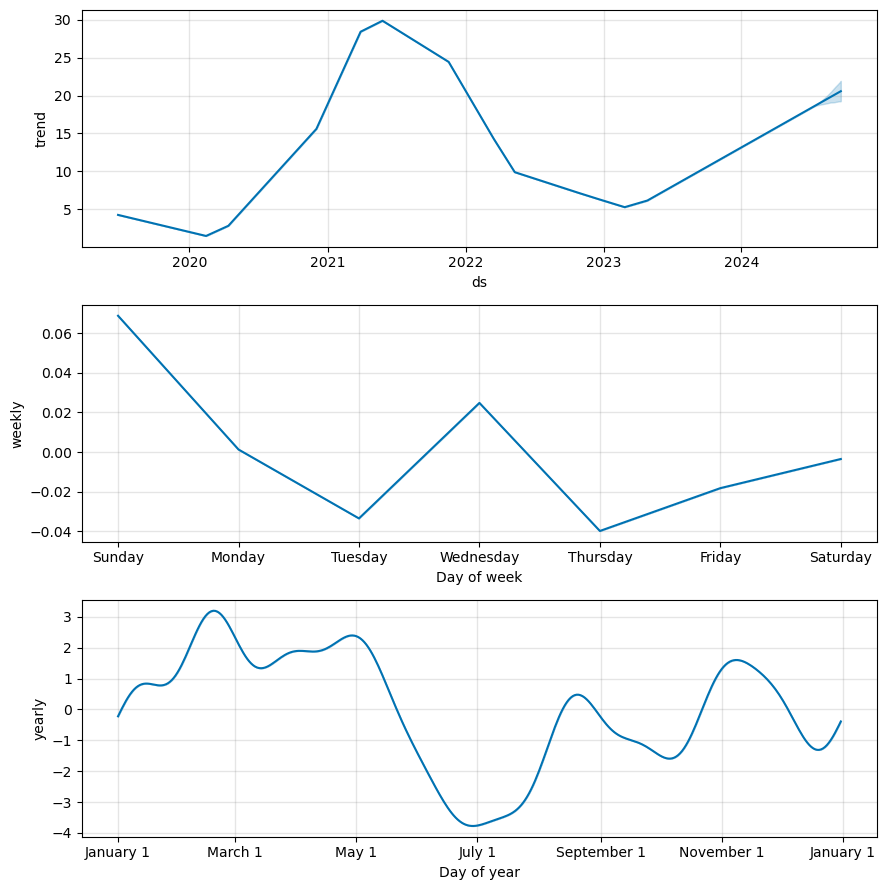 30
25
20
15
10
5
trend
2020 2021 2022 2023 2024
ds
0.06
0.04
0.02
0.00
−0.02
−0.04
weekly
Sunday Monday Tuesday Wednesday Thursday Friday Saturday
Day of week
3
2
1
0
−1
−2
−3
−4
yearly
January 1 March 1 May 1 July 1 September 1 November 1 January 1
Day of year